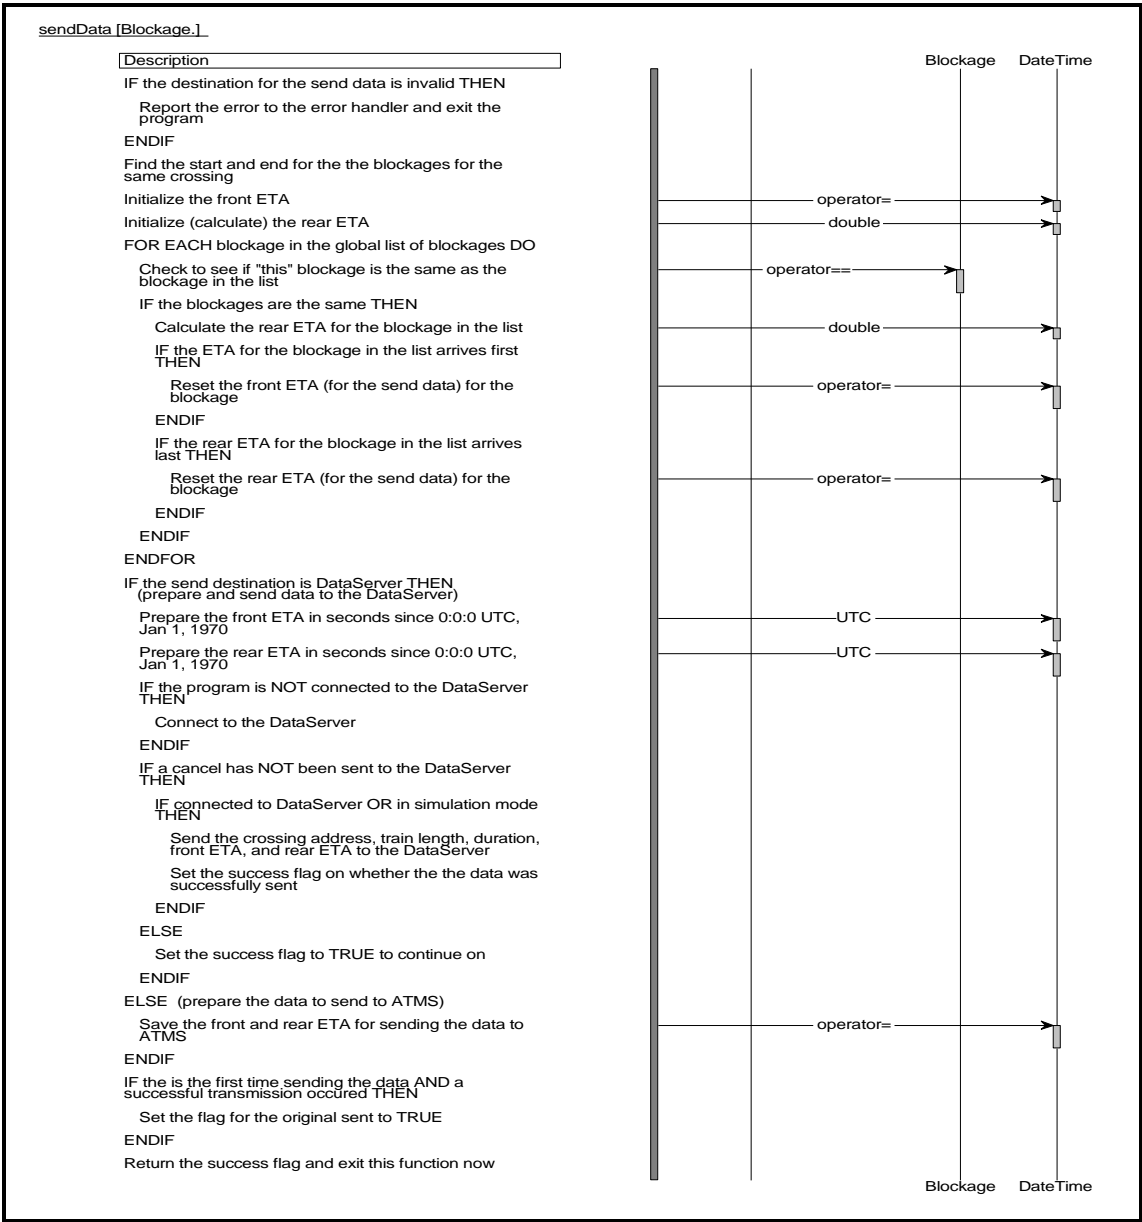 sendData [Blockage.]
Description
Blockage DateTime
IF the destination for the send data is invalid THEN
Report the error to the error handler and exit the
program
ENDIF
Find the start and end for the the blockages for the
same crossing
Initialize the front ETA
operator=
Initialize (calculate) the rear ETA
double
FOR EACH blockage in the global list of blockages DO
Check to see if "this" blockage is the same as the
blockage in the list
operator==
IF the blockages are the same THEN
Calculate the rear ETA for the blockage in the list
double
IF the ETA for the blockage in the list arrives first
THEN
Reset the front ETA (for the send data) for the
blockage
operator=
ENDIF
IF the rear ETA for the blockage in the list arrives
last THEN
Reset the rear ETA (for the send data) for the
blockage
operator=
ENDIF
ENDIF
ENDFOR
IF the send destination is DataServer THEN
(prepare and send data to the DataServer)
Prepare the front ETA in seconds since 0:0:0 UTC,
Jan 1, 1970
UTC
Prepare the rear ETA in seconds since 0:0:0 UTC,
Jan 1, 1970
UTC
IF the program is NOT connected to the DataServer
THEN
Connect to the DataServer
ENDIF
IF a cancel has NOT been sent to the DataServer
THEN
IF connected to DataServer OR in simulation mode
THEN
Send the crossing address, train length, duration,
front ETA, and rear ETA to the DataServer
Set the success flag on whether the the data was
successfully sent
ENDIF
ELSE
Set the success flag to TRUE to continue on
ENDIF
ELSE (prepare the data to send to ATMS)
Save the front and rear ETA for sending the data to
ATMS
operator=
ENDIF
IF the is the first time sending the data AND a
successful transmission occured THEN
Set the flag for the original sent to TRUE
ENDIF
Return the success flag and exit this function now
Blockage DateTime